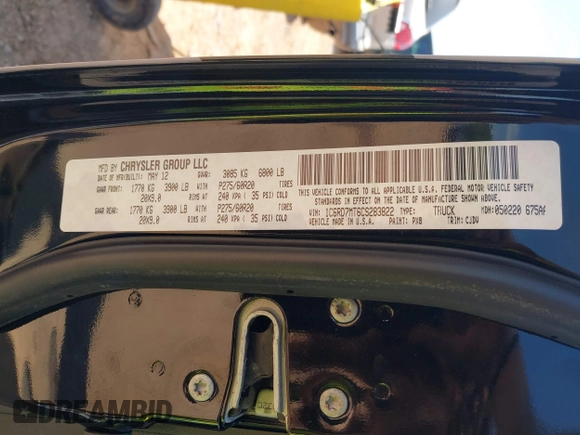 MFD BY CHRYSLER GROUP LLC
DATE OF MFR(BUILT): MAY 12 GVWR: 3085 KG 6800 LB
GAWR FRONT: 1770 KG 3900 LB WITH P275/60R20 TIRES
20X9.0 RIMS AT 240 KPA ( 35 PSI) COLD
GAWR REAR: 1770 KG 3900 LB WITH P275/60R20 TIRES
20X9.0 RIMS AT 240 KPA ( 35 PSI) COLD
THIS VEHICLE CONFORMS TO ALL APPLICABLE U.S.A. FEDERAL MOTOR VEHICLE SAFETY
STANDARDS IN EFFECT ON THE DATE OF MANUFACTURE SHOWN ABOVE.
VIN: 1C6RD7MT6CS283822 TYPE: TRUCK MDH: 050220 675AF
VEHICLE MADE IN U.S.A. PAINT: PXB TRIM: CJDV
DREAMBID